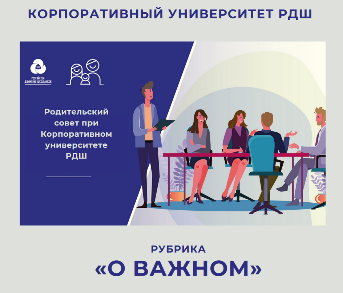 КОРПОРАТИВНЫЙ УНИВЕРСИТЕТ РДШ
Родительский
совет при
Корпоративном
университете
РДШ
РУБРИКА
«О ВАЖНОМ»